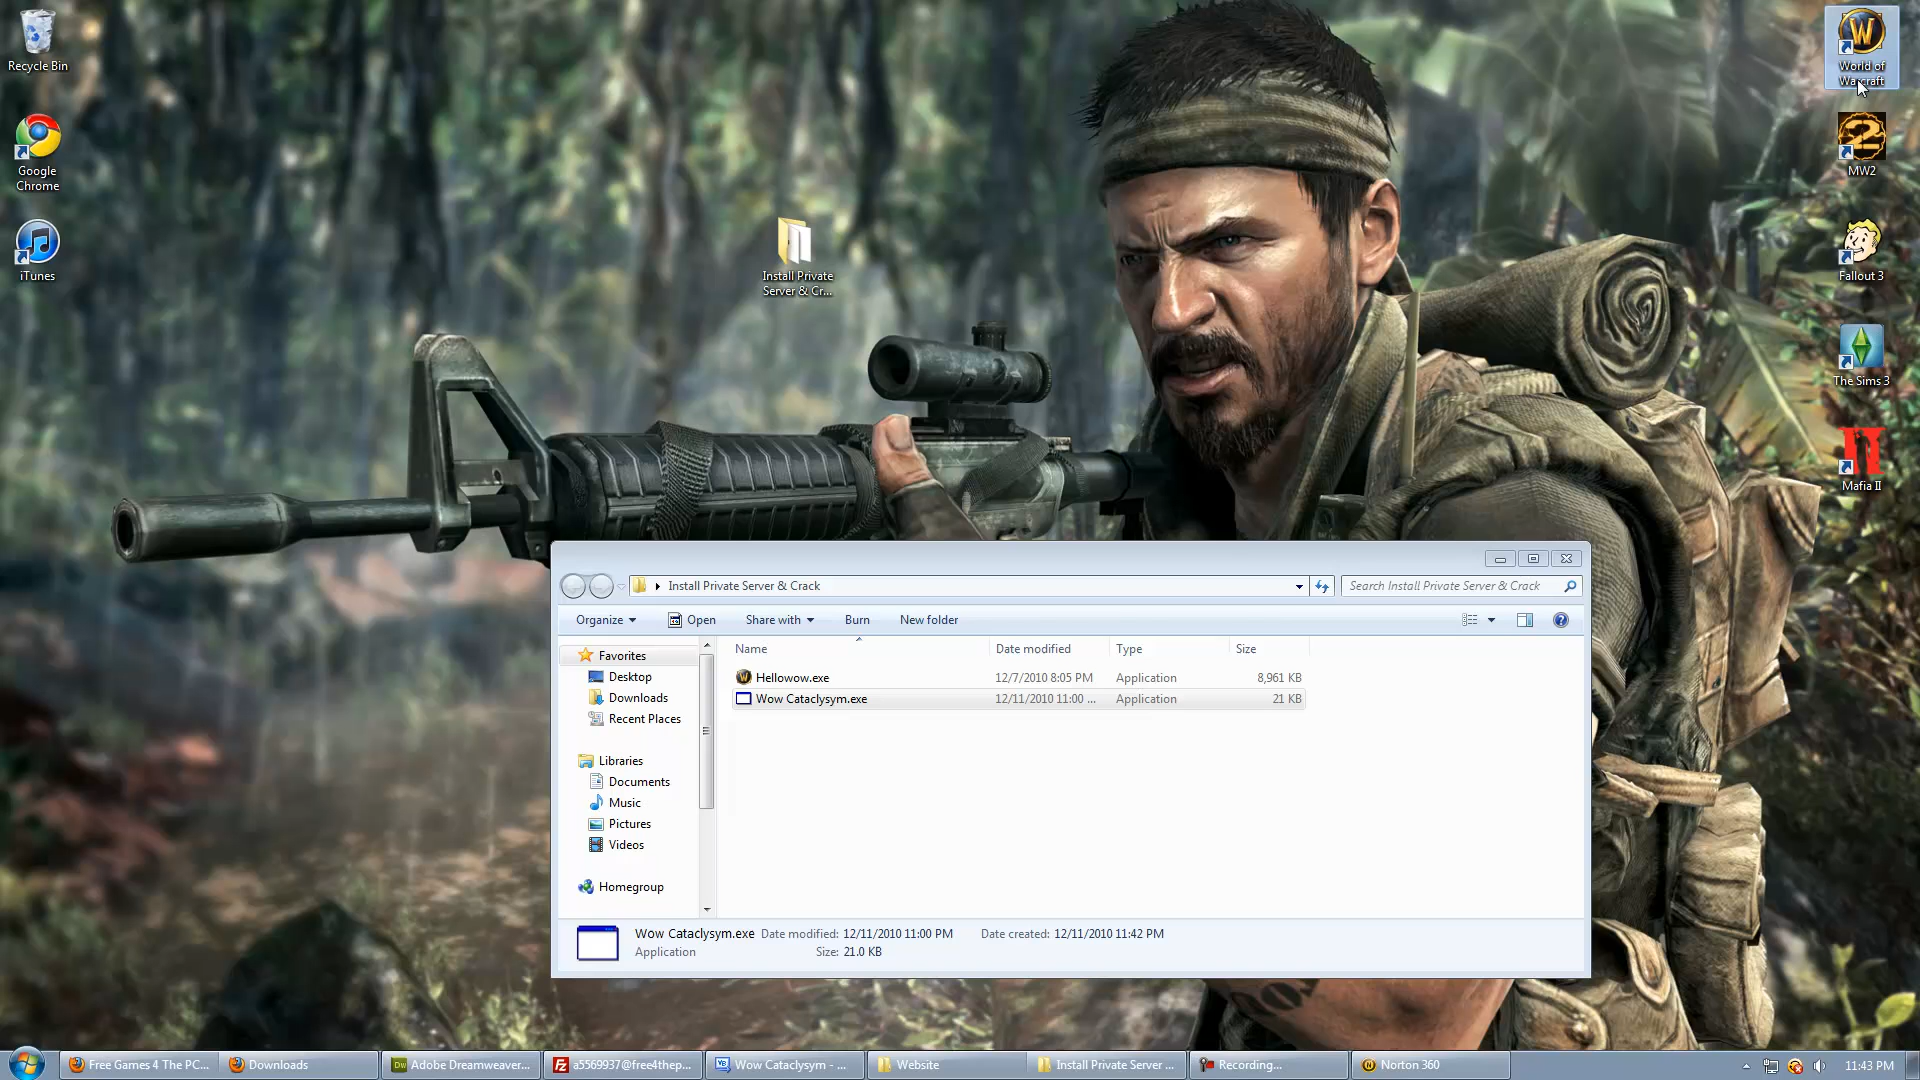 Recycle Bin
Google
Chrome
iTunes
Install Private
Server & Cr...
World of
Warcraft
MW2
Fallout 3
The Sims 3
Mafia II
Install Private Server & Crack
Search Install Private Server & Crack
Organize
Open
Share with
Burn
New folder
Favorites
Desktop
Downloads
Recent Places
Libraries
Documents
Music
Pictures
Videos
Homegroup
Name Date modified Type Size
Hellowow.exe 12/7/2010 8:05 PM Application 8,961 KB
Wow Cataclysym.exe 12/11/2010 11:00 ... Application 21 KB
Wow Cataclysym.exe Date modified: 12/11/2010 11:00 PM Date created: 12/11/2010 11:42 PM
Application Size: 21.0 KB
Free Games 4 The PC...
Downloads
Adobe Dreamweaver...
a5569937@free4thep...
Wow Cataclysym - ...
Website
Install Private Server ...
Recording...
Norton 360
11:43 PM